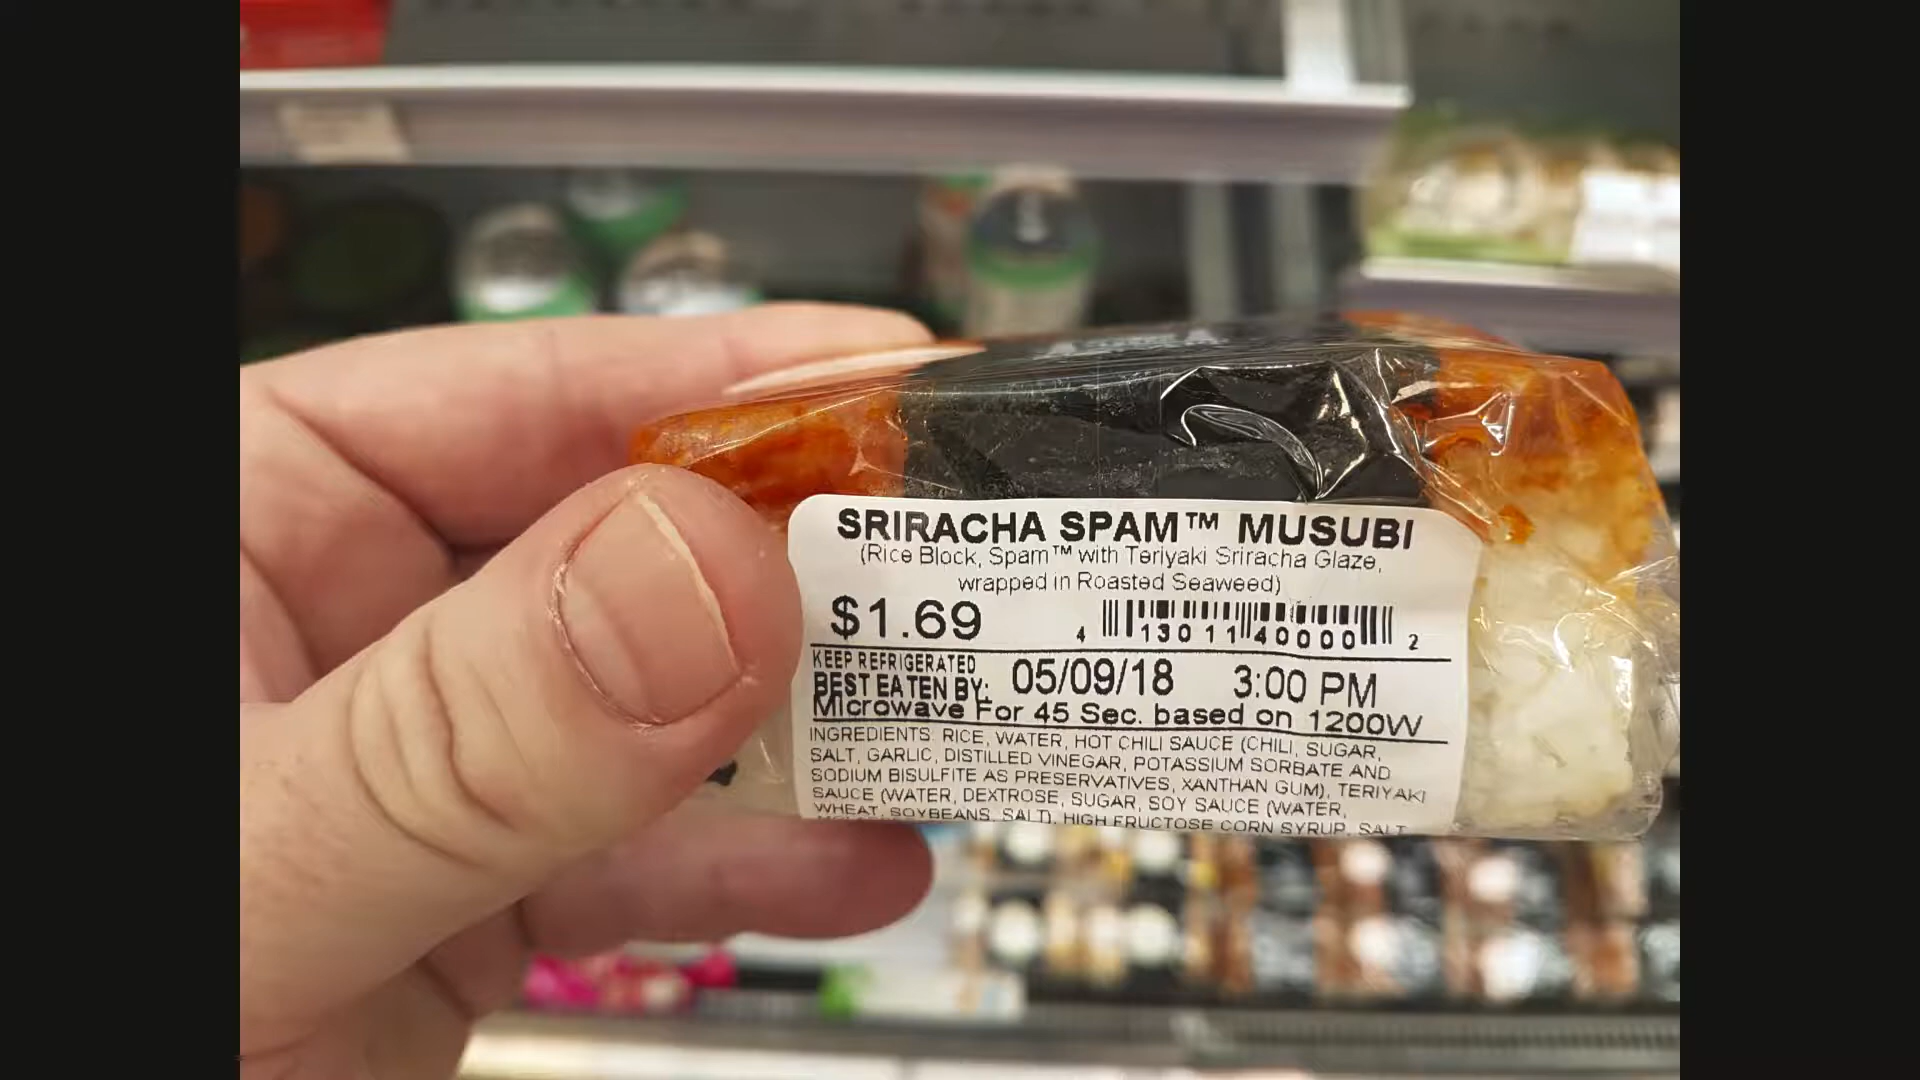 SRIRACHA SPAM™ MUSUBI
(Rice Block, Spam™ with Teriyaki Sriracha Glaze,
wrapped in Roasted Seaweed)
$1.69
4 13011 40000 2
KEEP REFRIGERATED
BEST EATEN BY: 05/09/18 3:00 PM
Microwave For 45 Sec. based on 1200W
INGREDIENTS: RICE, WATER, HOT CHILI SAUCE (CHILI, SUGAR,
SALT, GARLIC, DISTILLED VINEGAR, POTASSIUM SORBATE AND
SODIUM BISULFITE AS PRESERVATIVES, XANTHAN GUM), TERIYAKI
SAUCE (WATER, DEXTROSE, SUGAR, SOY SAUCE (WATER,
WHEAT, SOYBEANS, SALT), HIGH FRUCTOSE CORN SYRUP, SALT,